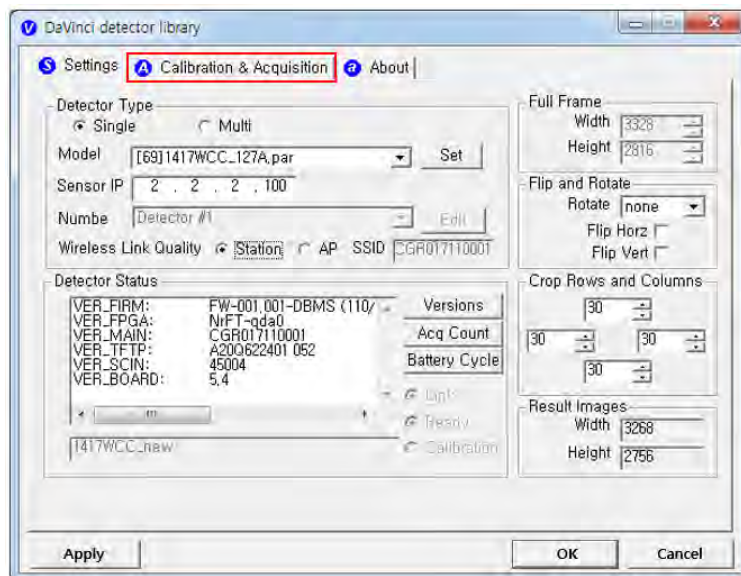 DaVinci detector library
Settings Calibration & Acquisition About
Detector Type
Single Multi
Model [69]1417WCC_127A.par Set
Sensor IP 2 . 2 . 2 . 100
Numbe Detector #1 Edit
Wireless Link Quality Station AP SSID CGR017110001
Detector Status
VER_FIRM: FW-001.001-DBMS (110/
VER_FPGA: NrFT-qda0
VER_MAIN: CGR017110001
VER_TFTP: A20Q622401 052
VER_SCIN: 45004
VER_BOARD: 5.4
Versions
Acq Count
Battery Cycle
Link
Ready
Calibration
1417WCC_new
Full Frame
Width 3328
Height 2816
Flip and Rotate
Rotate none
Flip Horz
Flip Vert
Crop Rows and Columns
30
30 30
30
Result Images
Width 3268
Height 2756
Apply OK Cancel